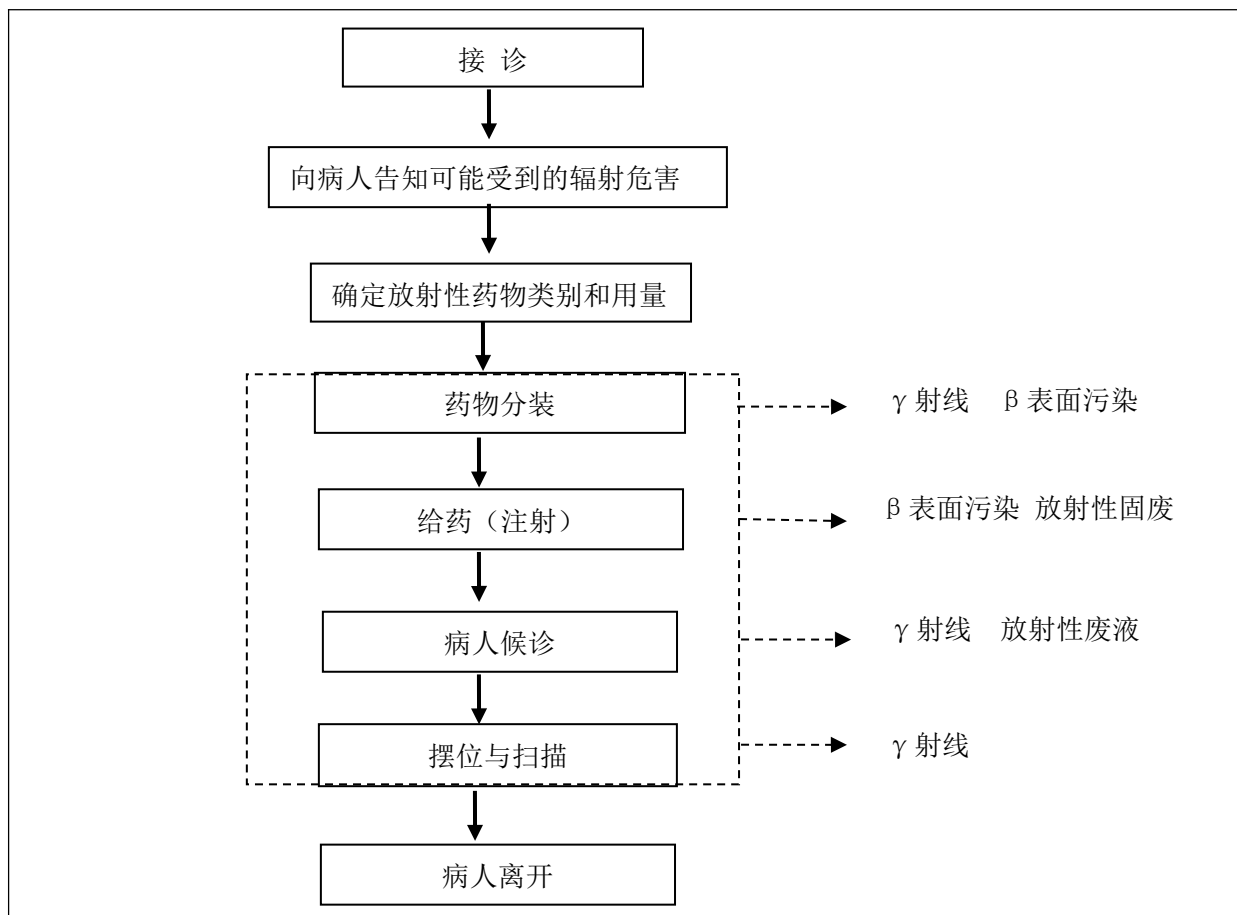 接 诊
向病人告知可能受到的辐射危害
确定放射性药物类别和用量
药物分装
γ 射线 β 表面污染
给药（注射）
β 表面污染 放射性固废
病人候诊
γ 射线 放射性废液
摆位与扫描
γ 射线
病人离开